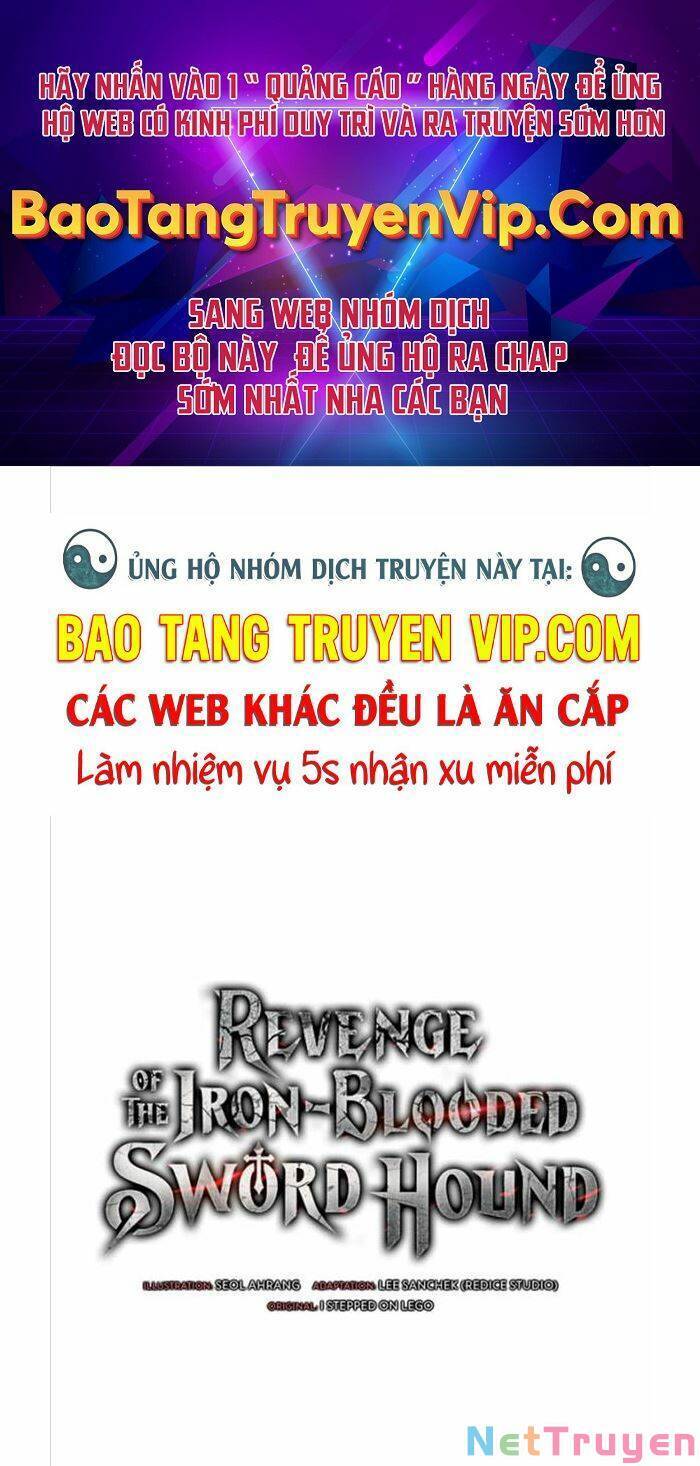 HÃY NHẤN VÀO 1 “ QUẢNG CÁO ” HÀNG NGÀY ĐỂ ỦNG
HỘ WEB CÓ KINH PHÍ DUY TRÌ VÀ RA TRUYỆN SỚM HƠN
BaoTangTruyenVip.Com
SANG WEB NHÓM DỊCH
ĐỌC BỘ NÀY ĐỂ ỦNG HỘ RA CHAP
SỚM NHẤT NHA CÁC BẠN
ỦNG HỘ NHÓM DỊCH TRUYỆN NÀY TẠI:
BAO TANG TRUYEN VIP.COM
CÁC WEB KHÁC ĐỀU LÀ ĂN CẮP
Làm nhiệm vụ 5s nhận xu miễn phí
REVENGE
OF THE IRON-BLOODED
SWORD HOUND
ILLUSTRATION: SEOL AHRANG ADAPTATION: LEE SANCHEK (REDICE STUDIO)
ORIGINAL: I STEPPED ON LEGO
NetTruyen